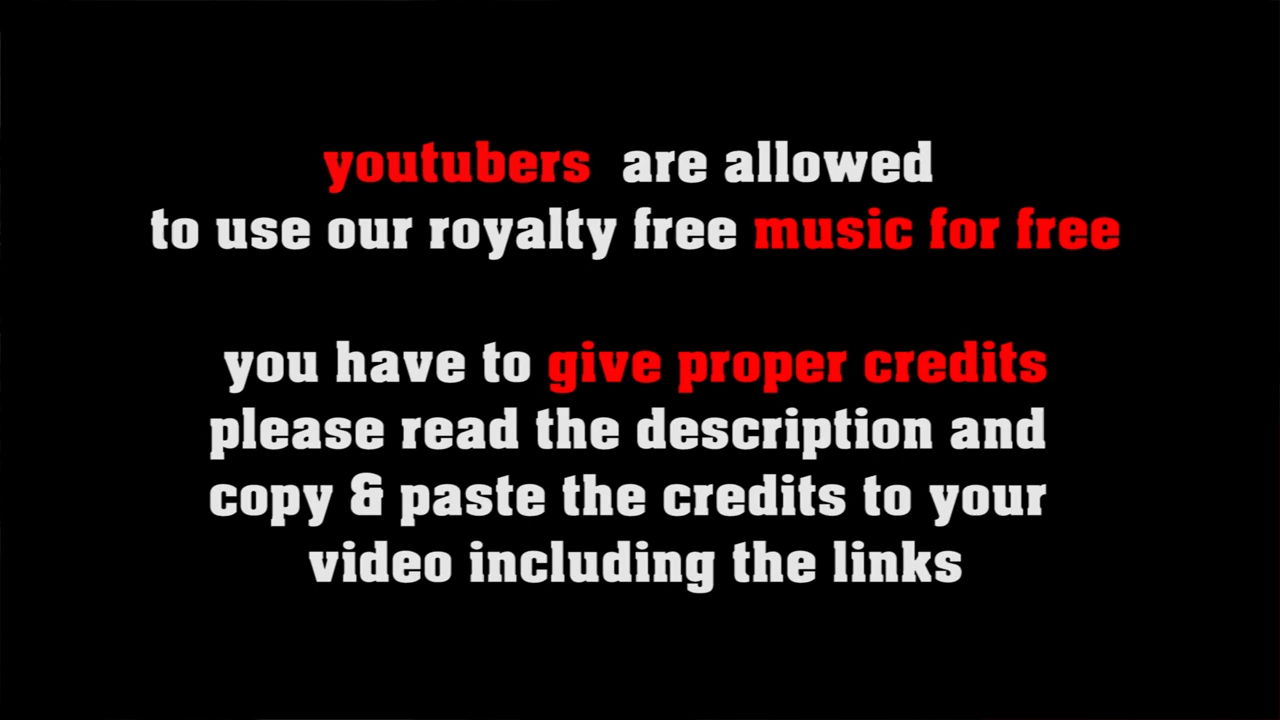 youtubers are allowed
to use our royalty free music for free
you have to give proper credits
please read the description and
copy & paste the credits to your
video including the links